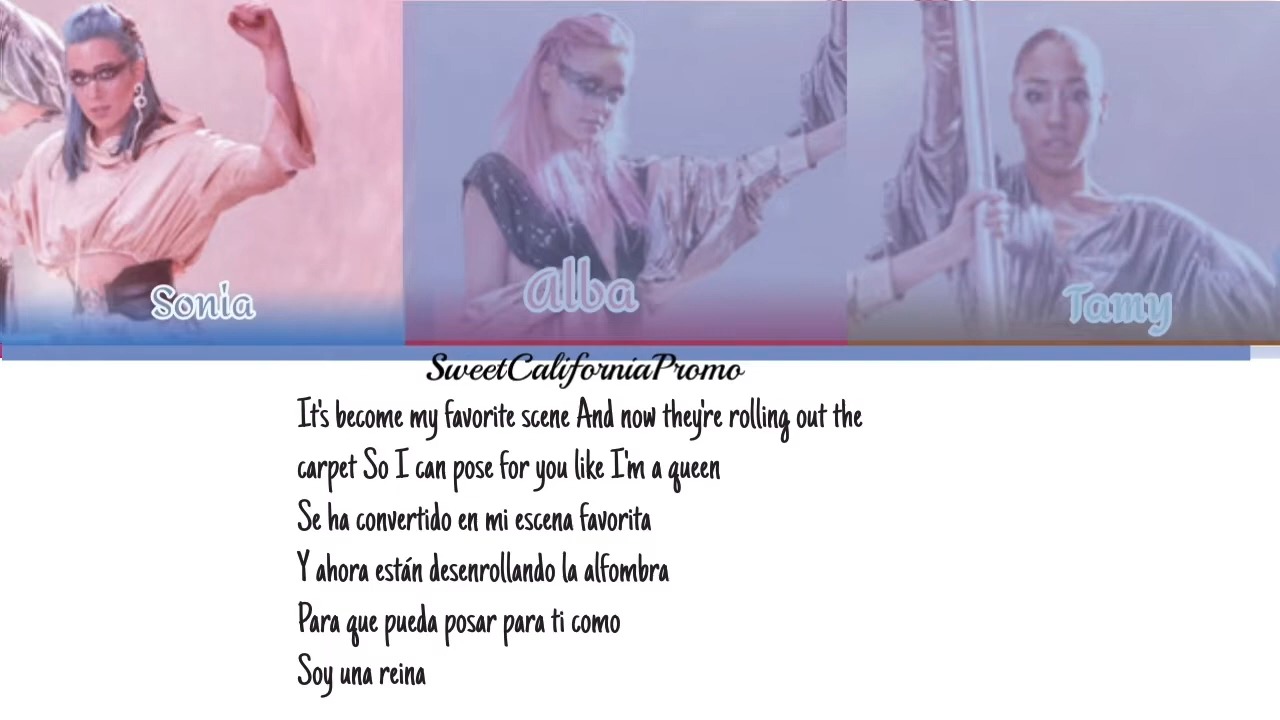 Sonia
Alba
Tamy
SweetCaliforniaPromo
It's become my favorite scene And now they're rolling out the
carpet So I can pose for you like I'm a queen
Se ha convertido en mi escena favorita
Y ahora están desenrollando la alfombra
Para que pueda posar para ti como
Soy una reina